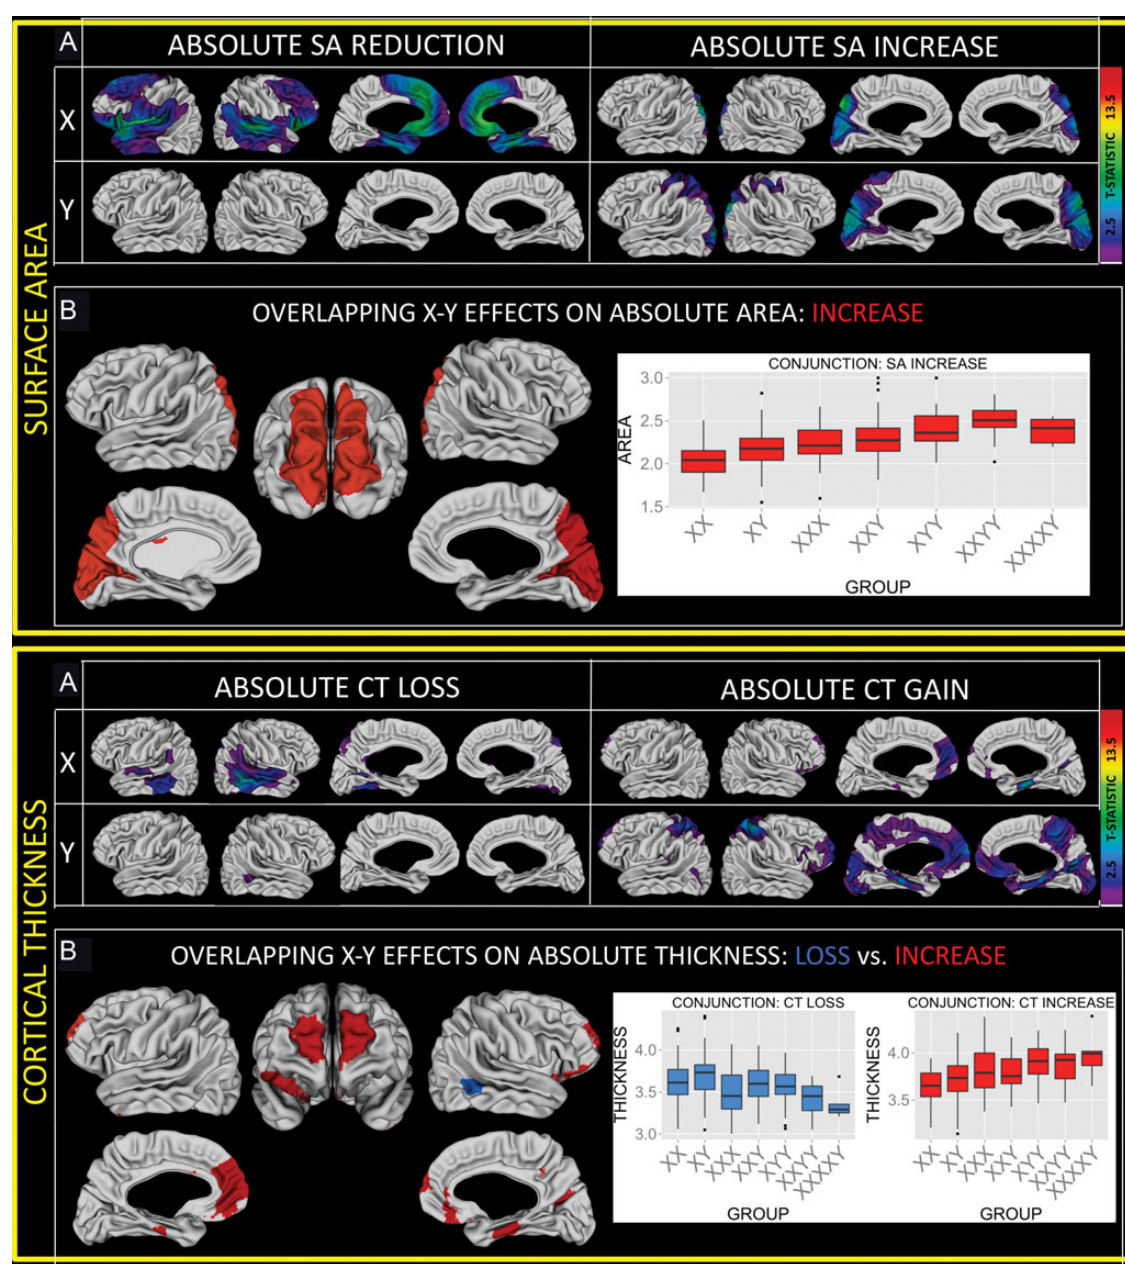 SURFACE AREA
A
ABSOLUTE SA REDUCTION
ABSOLUTE SA INCREASE
X
Y
2.5 T-STATISTIC 13.5
B
OVERLAPPING X-Y EFFECTS ON ABSOLUTE AREA: INCREASE
CONJUNCTION: SA INCREASE
AREA
3.0
2.5
2.0
1.5
XX
XY
XXX
XXY
XYY
XXYY
XXXXY
GROUP
CORTICAL THICKNESS
A
ABSOLUTE CT LOSS
ABSOLUTE CT GAIN
X
Y
2.5 T-STATISTIC 13.5
B
OVERLAPPING X-Y EFFECTS ON ABSOLUTE THICKNESS: LOSS vs. INCREASE
CONJUNCTION: CT LOSS
THICKNESS
4.0
3.5
3.0
XX
XY
XXX
XXY
XYY
XXYY
XXXXY
GROUP
CONJUNCTION: CT INCREASE
THICKNESS
4.0
3.5
XX
XY
XXX
XXY
XYY
XXYY
XXXXY
GROUP